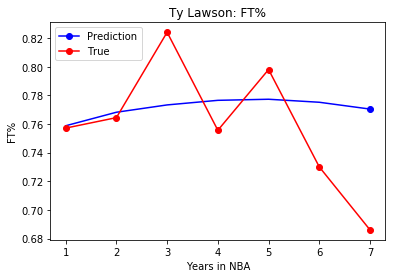 Ty Lawson: FT%
Prediction
True
FT%
0.82
0.80
0.78
0.76
0.74
0.72
0.70
0.68
1 2 3 4 5 6 7
Years in NBA